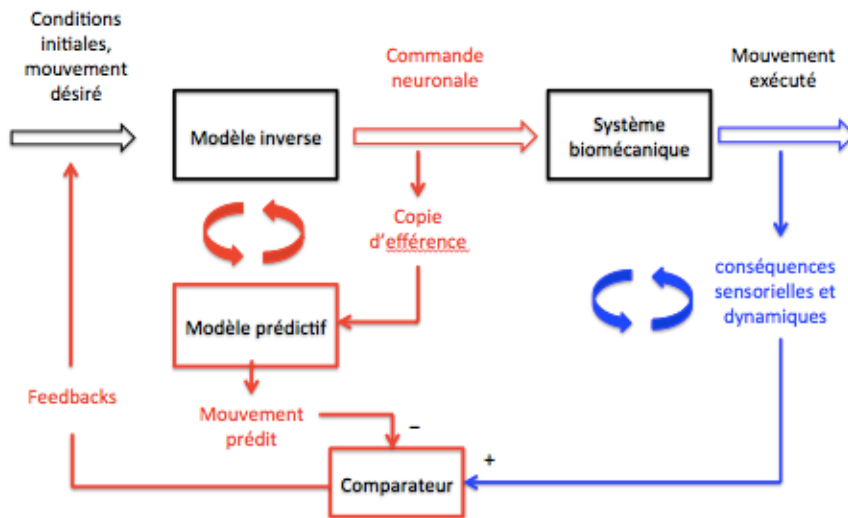 Conditions
initiales,
mouvement
désiré
Commande
neuronale
Mouvement
exécuté
Modèle inverse
Système
biomécanique
Copie
d'efférence
conséquences
sensorielles et
dynamiques
Modèle prédictif
Feedbacks
Mouvement
prédit
–
+
Comparateur